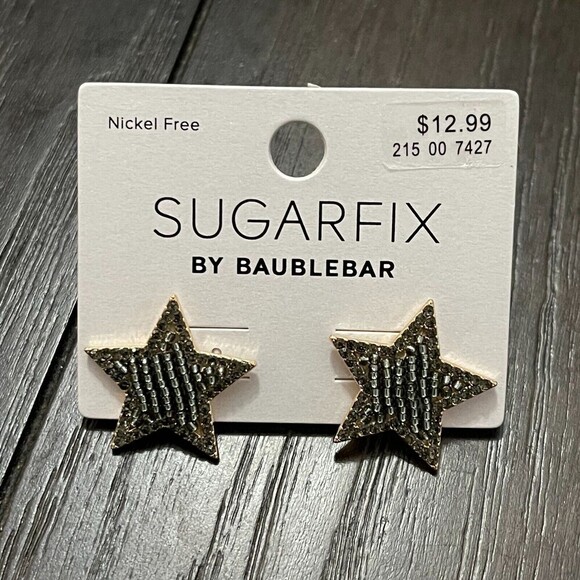 Nickel Free
$12.99
215 00 7427
SUGARFIX
BY BAUBLEBAR